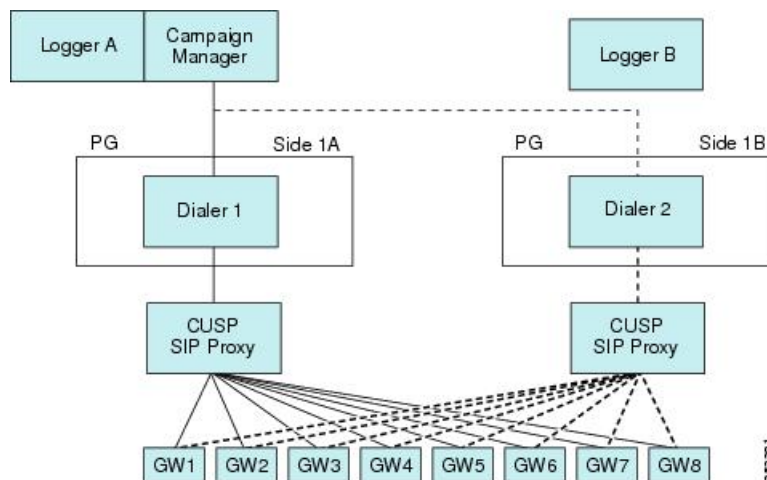 Logger A
Campaign
Manager
Logger B
PG
Side 1A
PG
Side 1B
Dialer 1
Dialer 2
CUSP
SIP Proxy
CUSP
SIP Proxy
GW1
GW2
GW3
GW4
GW5
GW6
GW7
GW8